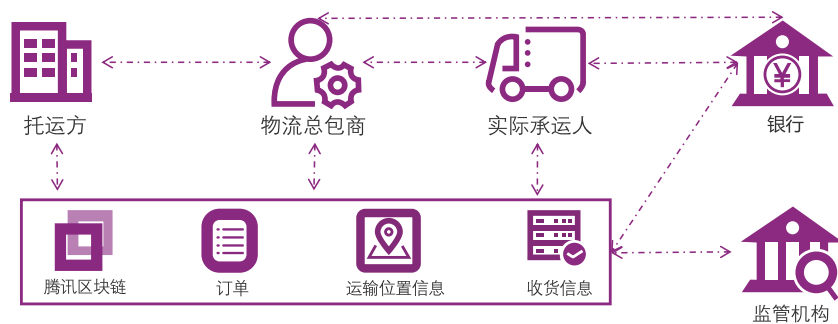 托运方
物流总包商
实际承运人
银行
腾讯区块链
订单
运输位置信息
收货信息
监管机构